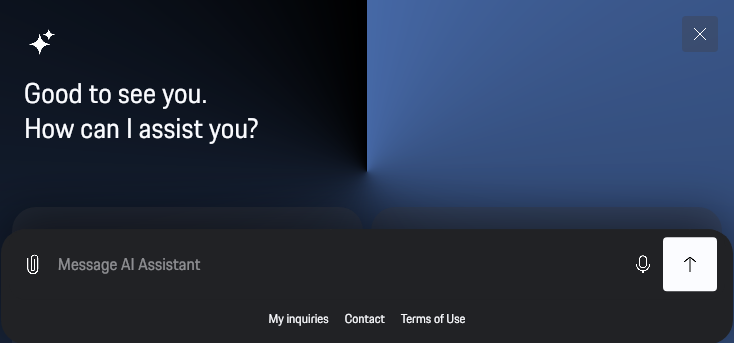 Good to see you.
How can I assist you?
Message AI Assistant
My inquiries Contact Terms of Use